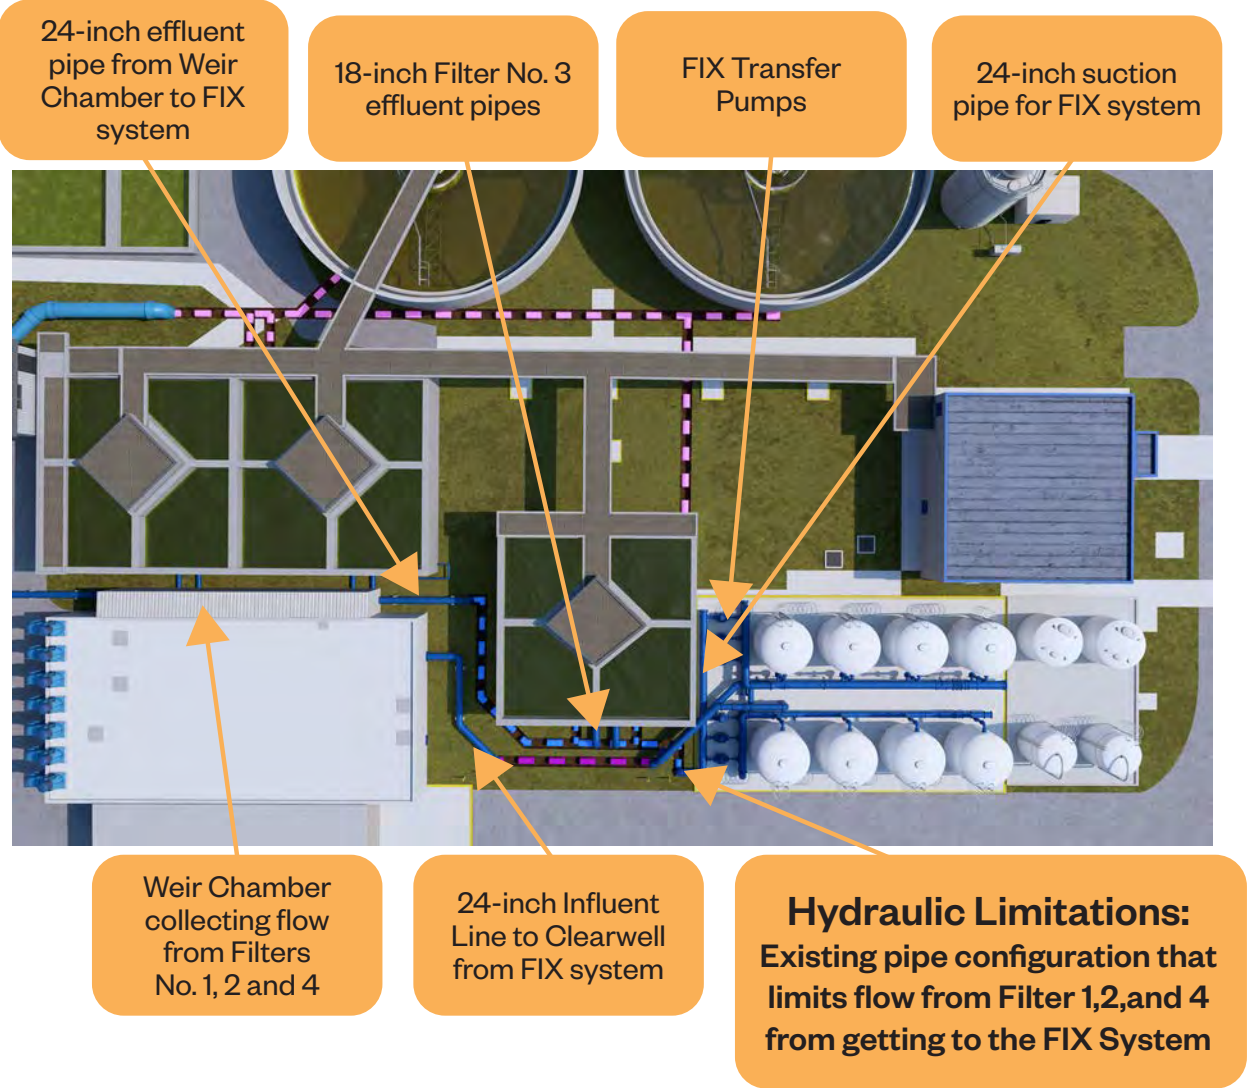 24-inch effluent
pipe from Weir
Chamber to FIX
system
18-inch Filter No. 3
effluent pipes
FIX Transfer
Pumps
24-inch suction
pipe for FIX system
Weir Chamber
collecting flow
from Filters
No. 1, 2 and 4
24-inch Influent
Line to Clearwell
from FIX system
Hydraulic Limitations:
Existing pipe configuration that
limits flow from Filter 1,2,and 4
from getting to the FIX System